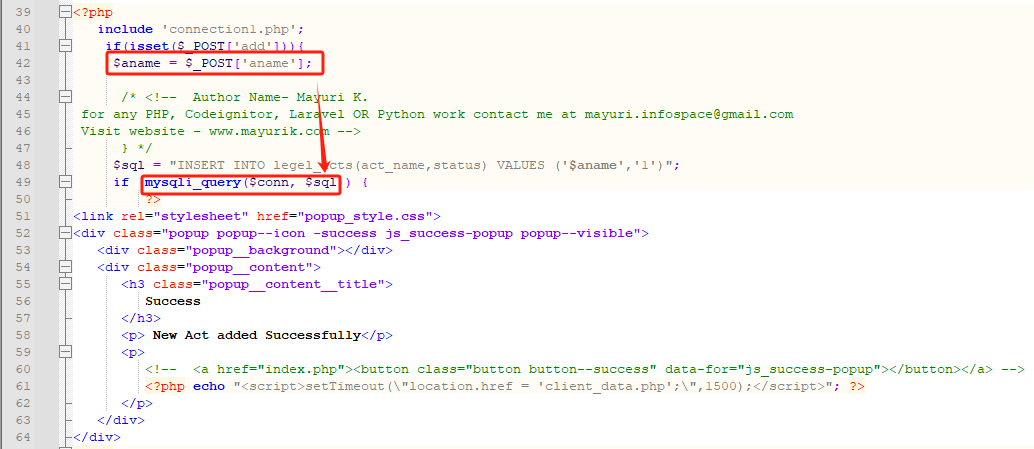 39 <?php
40 include 'connection1.php';
41 if(isset($_POST['add'])){
42 $aname = $_POST['aname'];
43
44 /* <!-- Author Name- Mayuri K.
45 for any PHP, Codeignitor, Laravel OR Python work contact me at mayuri.infospace@gmail.com
46 Visit website - www.mayurik.com -->
47 } */
48 $sql = "INSERT INTO legel_acts(act_name,status) VALUES ('$aname','1')";
49 if (mysqli_query($conn, $sql)) {
50 ?>
51 <link rel="stylesheet" href="popup_style.css">
52 <div class="popup popup--icon -success js_success-popup popup--visible">
53 <div class="popup__background"></div>
54 <div class="popup__content">
55 <h3 class="popup__content__title">
56 Success
57 </h3>
58 <p> New Act added Successfully</p>
59 <p>
60 <!-- <a href="index.php"><button class="button button--success" data-for="js_success-popup"></button></a> -->
61 <?php echo "<script>setTimeout(\"location.href = 'client_data.php';\",1500);</script>"; ?>
62 </p>
63 </div>
64 </div>